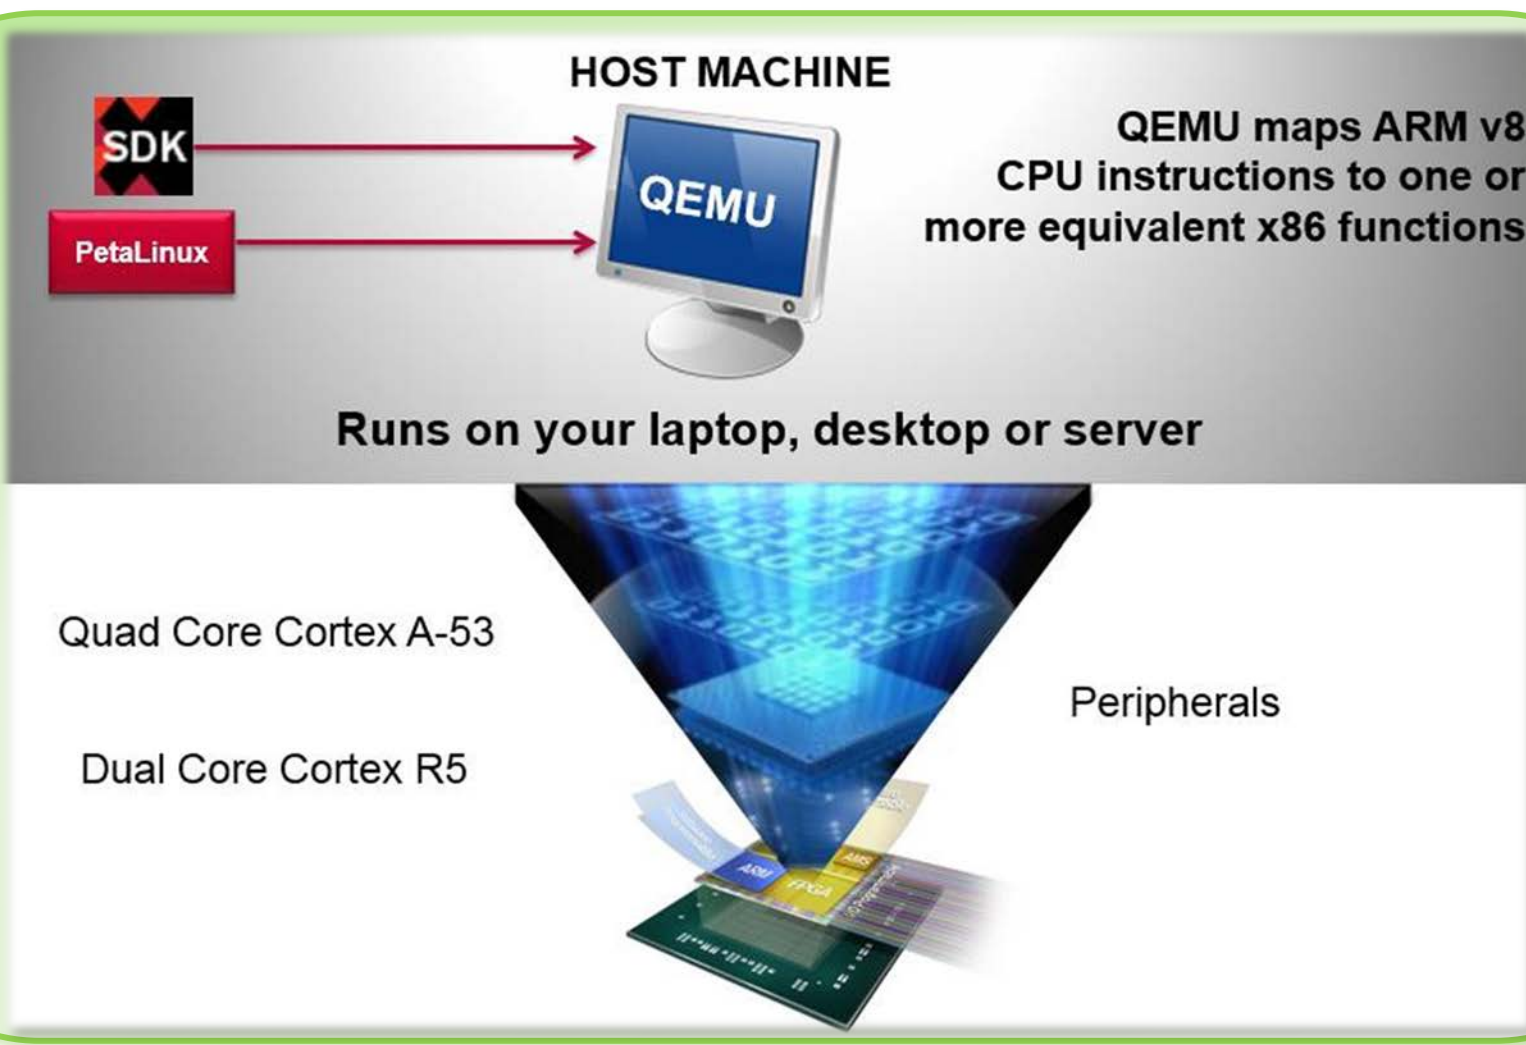 HOST MACHINE
SDK
PetaLinux
QEMU
QEMU maps ARM v8
CPU instructions to one or
more equivalent x86 functions
Runs on your laptop, desktop or server
Quad Core Cortex A-53
Dual Core Cortex R5
Peripherals
ARM
FPGA
AMS